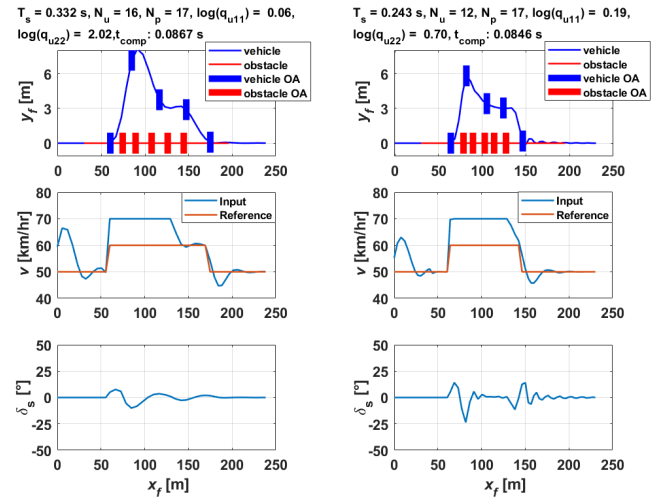 T_s = 0.332 s, N_u = 16, N_p = 17, log(q_u11) = 0.06,
log(q_u22) = 2.02,t_comp: 0.0867 s
vehicle
obstacle
vehicle OA
obstacle OA
y_f [m]
6
3
0
0 50 100 150 200 250
Input
Reference
v [km/hr]
80
70
60
50
40
0 50 100 150 200 250
δ_s [°]
50
25
0
-25
-50
0 50 100 150 200 250
x_f [m]
T_s = 0.243 s, N_u = 12, N_p = 17, log(q_u11) = 0.19,
log(q_u22) = 0.70, t_comp: 0.0846 s
vehicle
obstacle
vehicle OA
obstacle OA
y_f [m]
6
3
0
0 50 100 150 200 250
Input
Reference
v [km/hr]
80
70
60
50
40
0 50 100 150 200 250
δ_s [°]
50
25
0
-25
-50
0 50 100 150 200 250
x_f [m]